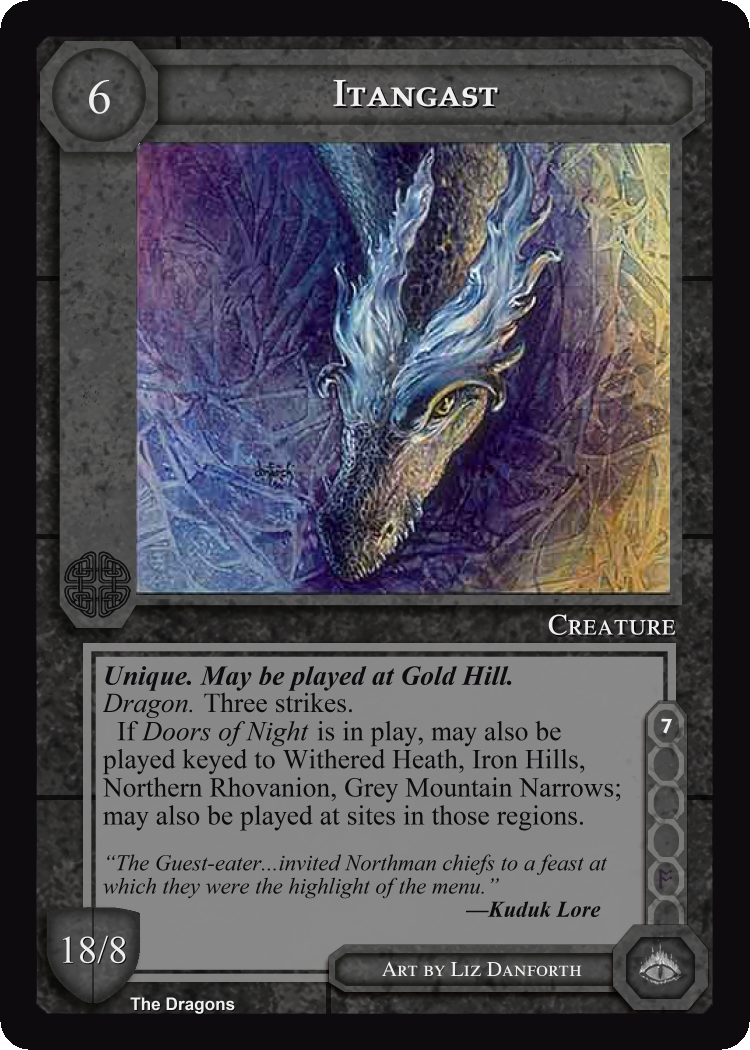 6
Itangast
Creature
Unique. May be played at Gold Hill.
Dragon. Three strikes.
If Doors of Night is in play, may also be
played keyed to Withered Heath, Iron Hills,
Northern Rhovanion, Grey Mountain Narrows;
may also be played at sites in those regions.
7
“The Guest-eater...invited Northman chiefs to a feast at
which they were the highlight of the menu.”
—Kuduk Lore
18/8
Art by Liz Danforth
The Dragons